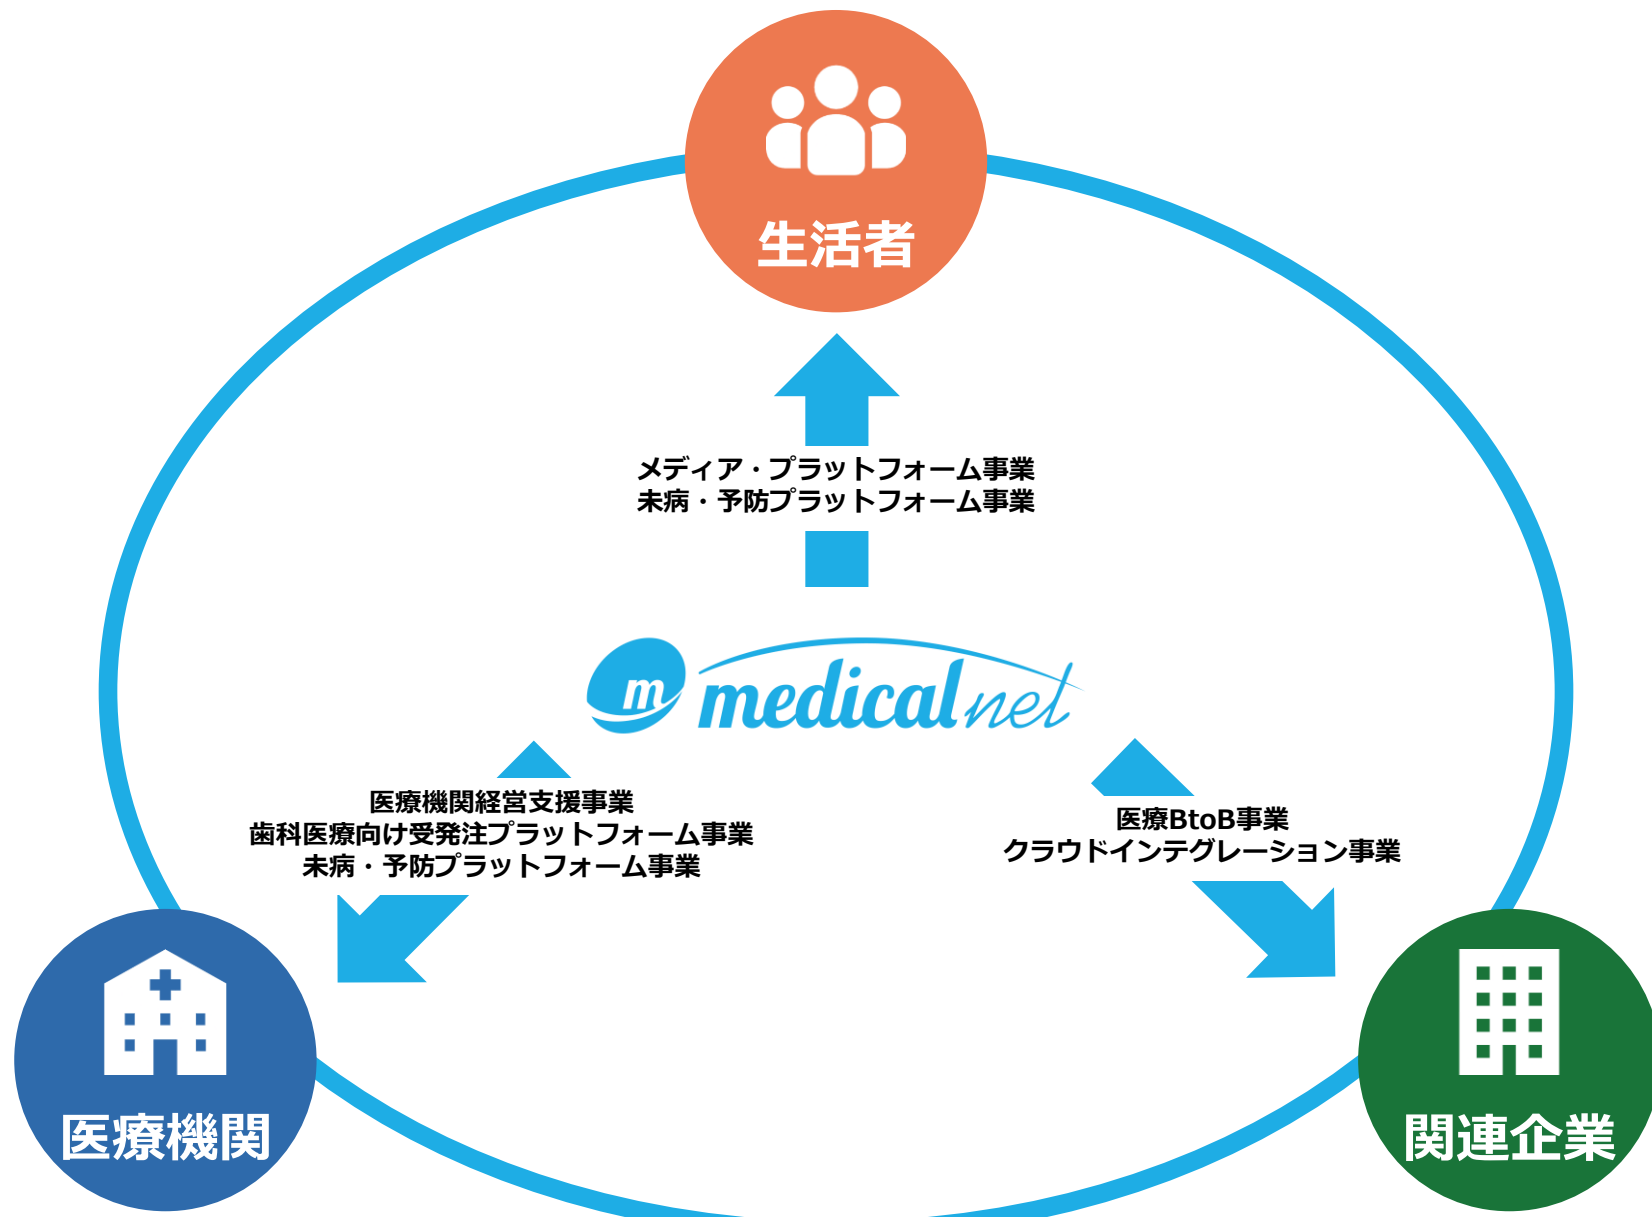 生活者
メディア・プラットフォーム事業
未病・予防プラットフォーム事業
m medicalnet
医療機関経営支援事業
歯科医療向け受発注プラットフォーム事業
未病・予防プラットフォーム事業
医療BtoB事業
クラウドインテグレーション事業
医療機関
関連企業